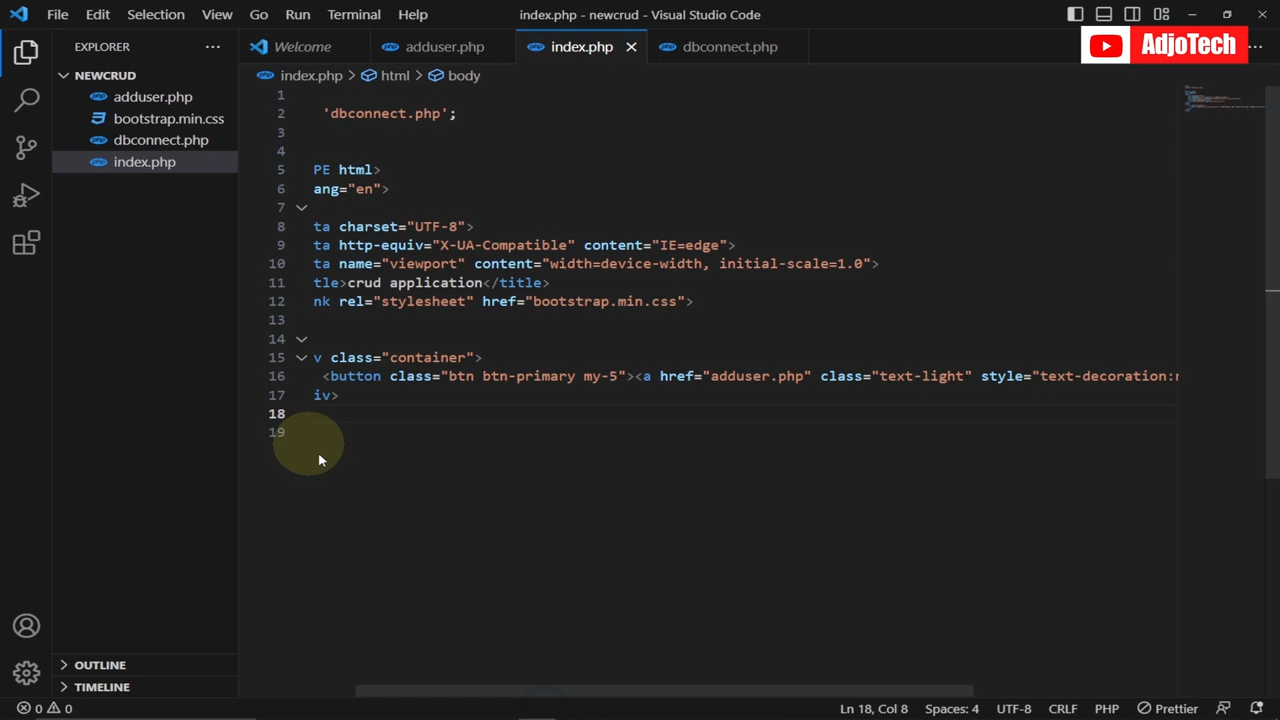 File Edit Selection View Go Run Terminal Help
index.php - newcrud - Visual Studio Code
EXPLORER
Welcome
adduser.php
index.php
dbconnect.php
AdjoTech
NEWCRUD
adduser.php
bootstrap.min.css
dbconnect.php
index.php
index.php > html > body
1
2 'dbconnect.php';
3
4
5 PE html>
6 ang="en">
7
8 ta charset="UTF-8">
9 ta http-equiv="X-UA-Compatible" content="IE=edge">
10 ta name="viewport" content="width=device-width, initial-scale=1.0">
11 tle>crud application</title>
12 nk rel="stylesheet" href="bootstrap.min.css">
13
14
15 v class="container">
16 <button class="btn btn-primary my-5"><a href="adduser.php" class="text-light" style="text-decoration:
17 iv>
18
19
OUTLINE
TIMELINE
0 0
Ln 18, Col 8 Spaces: 4 UTF-8 CRLF PHP Prettier